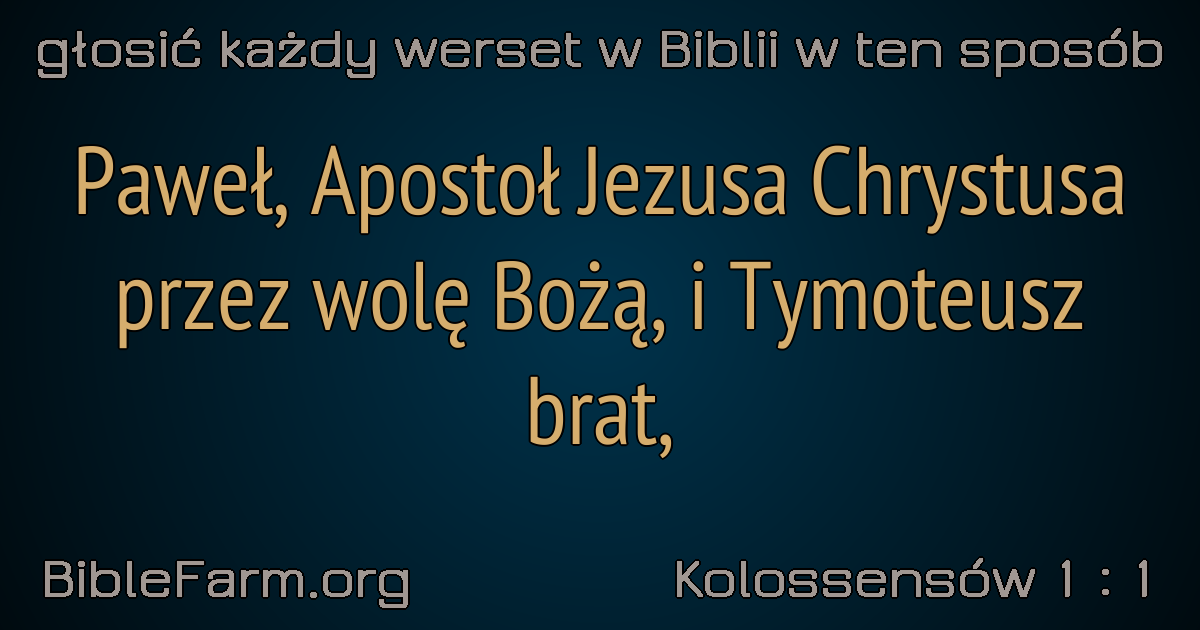 głosić każdy werset w Biblii w ten sposób
Paweł, Apostoł Jezusa Chrystusa
przez wolę Bożą, i Tymoteusz
brat,
BibleFarm.org
Kolossensów 1 : 1